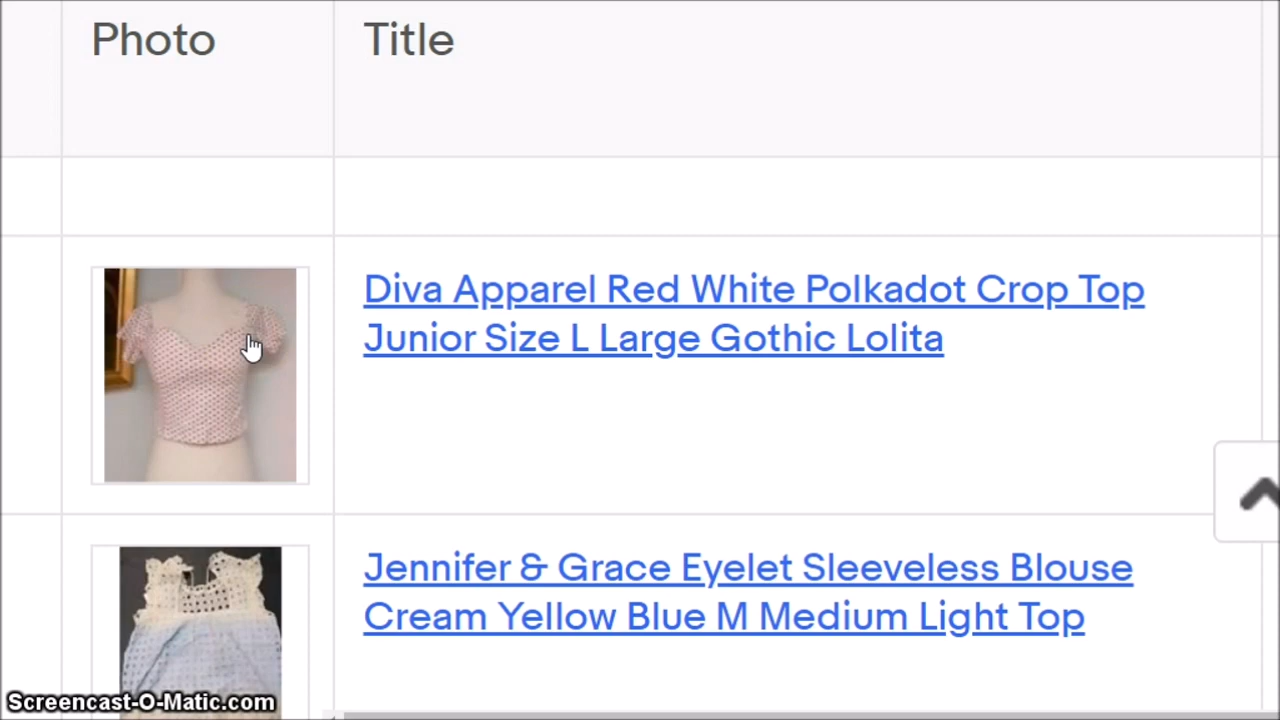 Photo
Title
Diva Apparel Red White Polkadot Crop Top
Junior Size L Large Gothic Lolita
Jennifer & Grace Eyelet Sleeveless Blouse
Cream Yellow Blue M Medium Light Top
Screencast-O-Matic.com